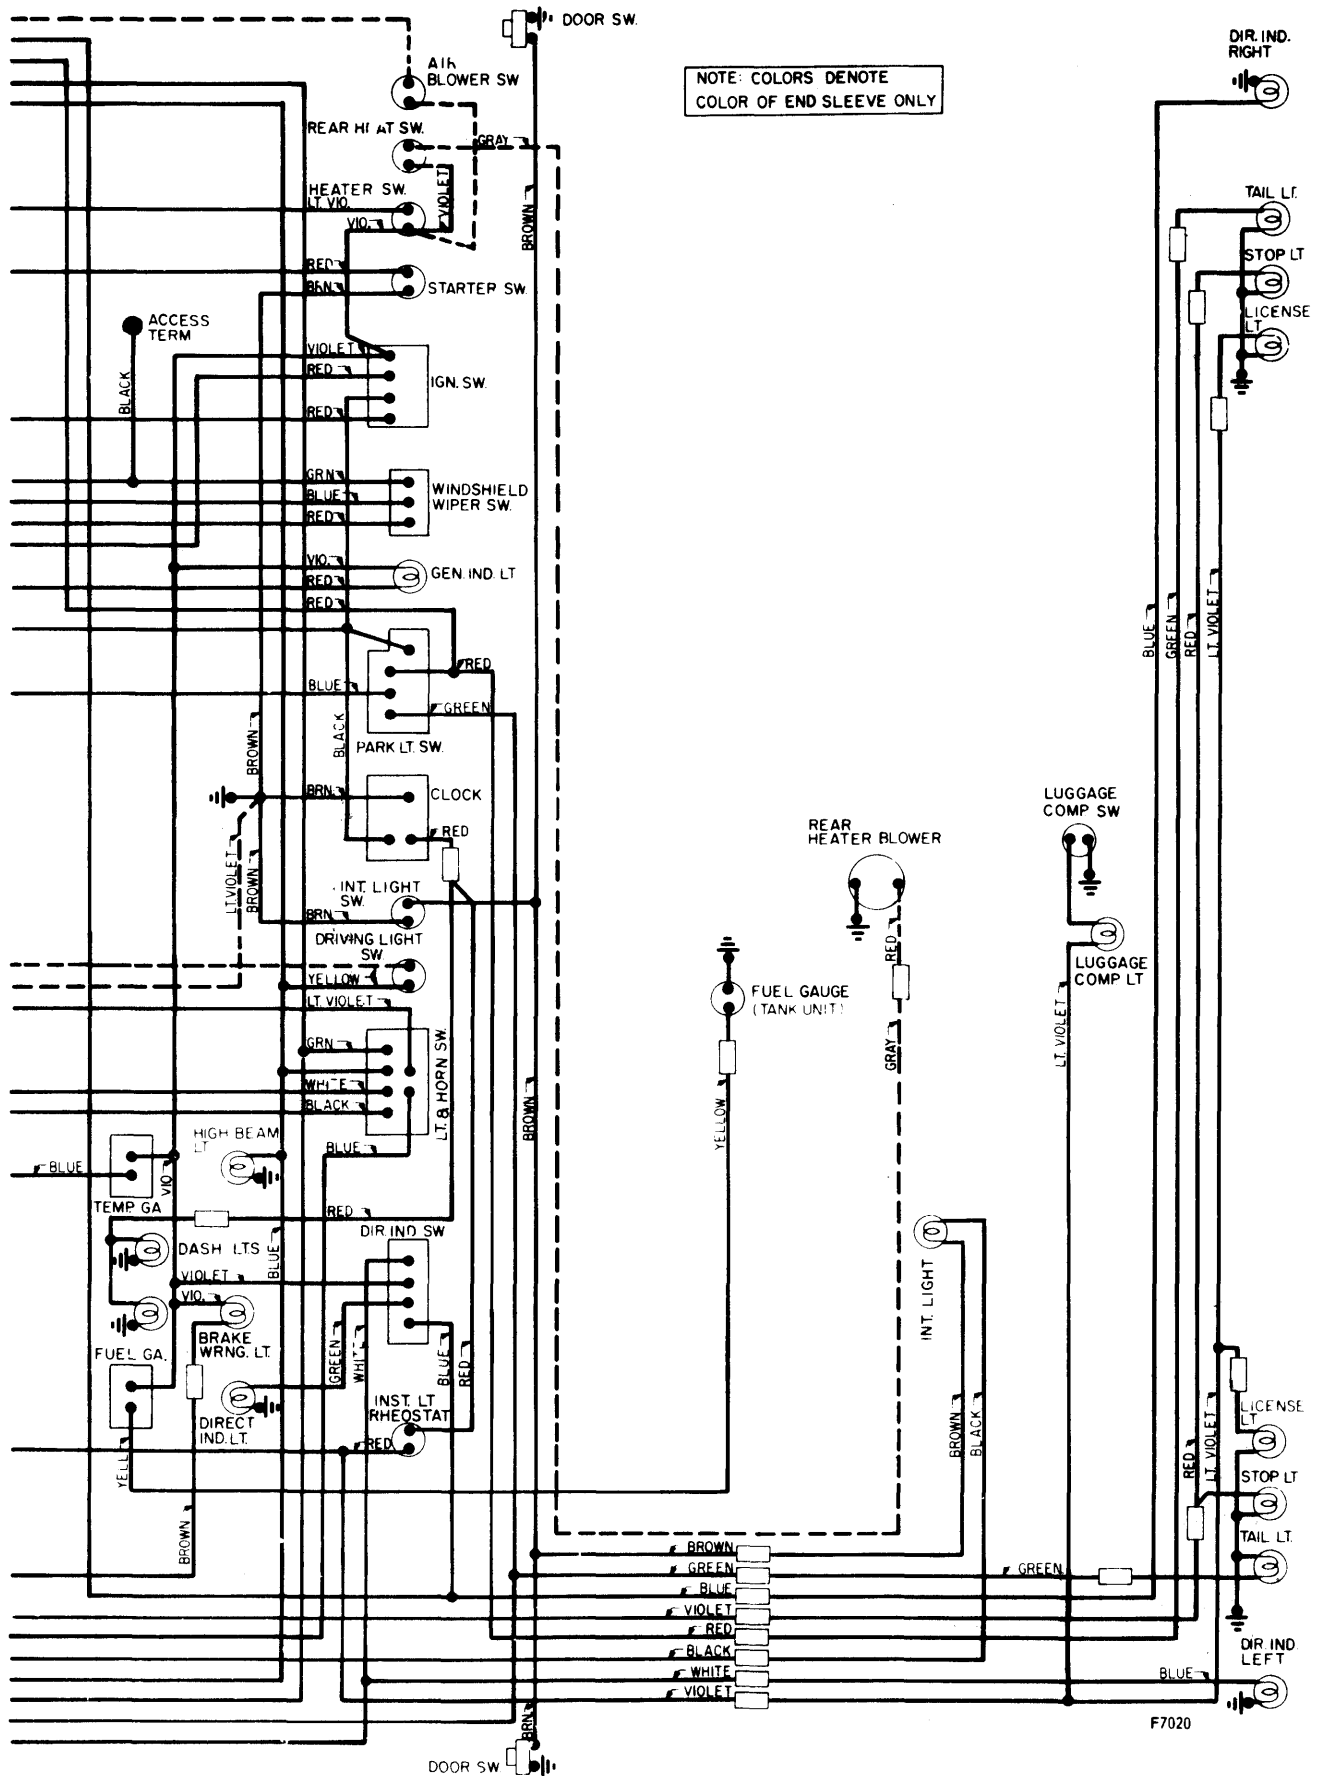 DOOR SW.
DIR. IND.
RIGHT
AIR
BLOWER SW
NOTE: COLORS DENOTE
COLOR OF END SLEEVE ONLY
REAR HEAT SW.
GRAY
VIOLET
HEATER SW.
LT. VIO.
VIO.
BROWN
TAIL LT.
STOP LT
LICENSE
LT
RED
BRN
STARTER SW.
ACCESS
TERM
BLACK
VIOLET
RED
IGN. SW.
RED
GRN
BLUE
RED
WINDSHIELD
WIPER SW.
VIO.
RED
GEN. IND. LT
RED
BLUE
GREEN
RED
LT. VIOLET
RED
BLUE
GREEN
PARK LT. SW.
BROWN
BLACK
BRN.
CLOCK
RED
LUGGAGE
COMP SW
REAR
HEATER BLOWER
LT. VIOLET
BROWN
INT. LIGHT
SW.
BRN
DRIVING LIGHT
SW
YELLOW
LT. VIOLET
RED
GRAY
FUEL GAUGE
(TANK UNIT)
LUGGAGE
COMP LT
LT. VIOLET
GRN
WHITE
BLACK
LT. & HORN SW.
BROWN
YELLOW
HIGH BEAM
LT
BLUE
BLUE
VIO
TEMP. GA
RED
DIR. IND SW
DASH LTS
BLUE
VIOLET
VIO.
INT. LIGHT
BRAKE
WRNG. LT.
GREEN
WHITE
BLUE
RED
FUEL GA.
INST. LT
RHEOSTAT
DIRECT
IND. LT.
RED
YELL
BROWN
BLACK
RED
LT. VIOLET
LICENSE
LT
STOP LT
TAIL LT.
BROWN
BROWN
GREEN
GREEN
BLUE
VIOLET
RED
BLACK
WHITE
BLUE
VIOLET
DIR. IND.
LEFT
BRN
F7020
DOOR SW